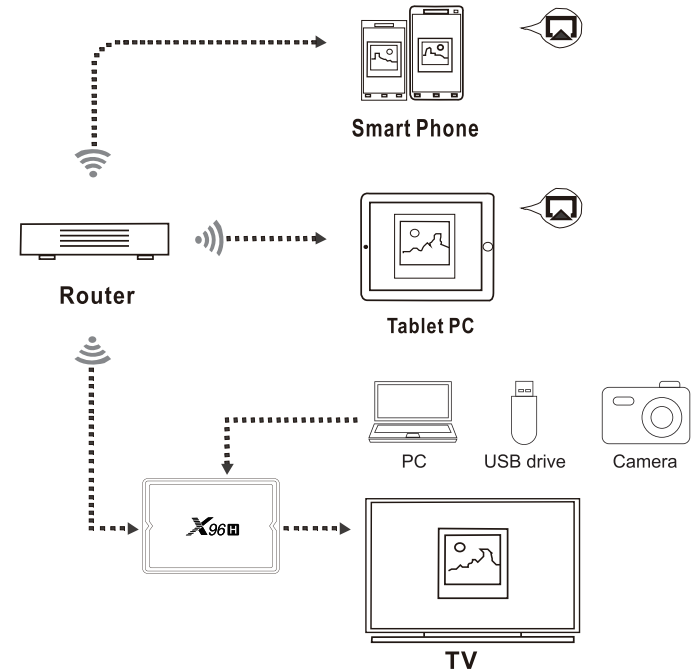 Smart Phone
Router
Tablet PC
PC
USB drive
Camera
X96H
TV